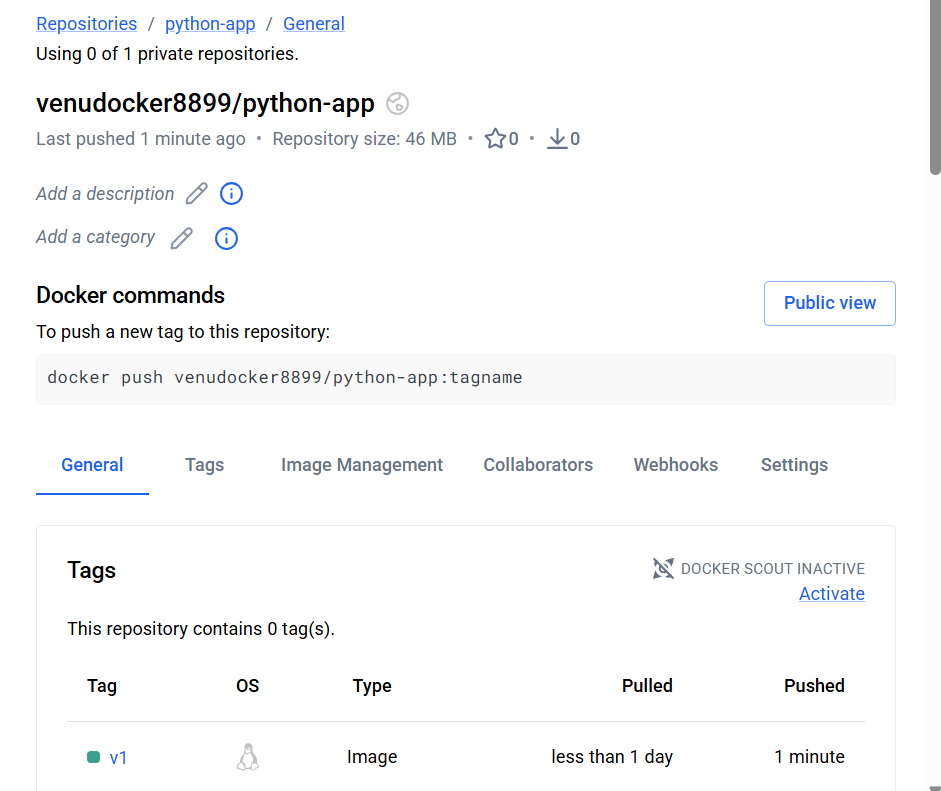 Repositories / python-app / General
Using 0 of 1 private repositories.
venudocker8899/python-app
Last pushed 1 minute ago • Repository size: 46 MB • 0 • 0
Add a description
Add a category
Docker commands
Public view
To push a new tag to this repository:
docker push venudocker8899/python-app:tagname
General Tags Image Management Collaborators Webhooks Settings
Tags
DOCKER SCOUT INACTIVE
Activate
This repository contains 0 tag(s).
Tag OS Type Pulled Pushed
v1 Image less than 1 day 1 minute